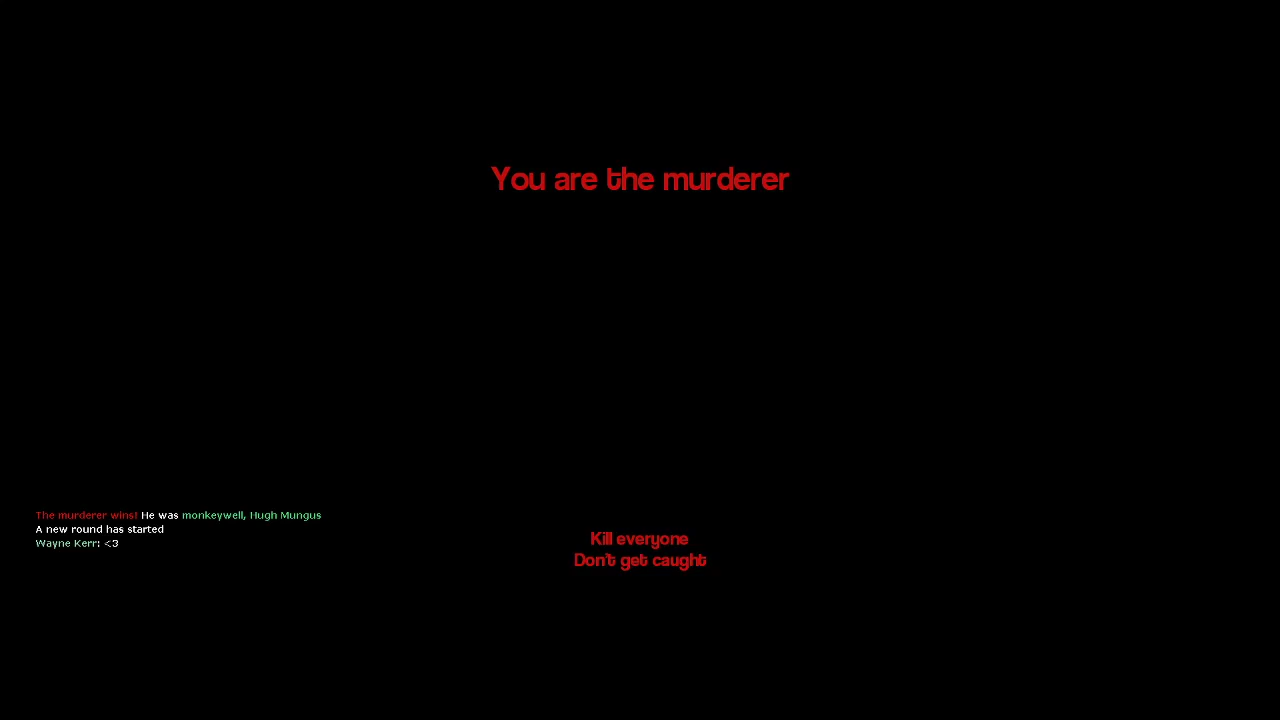 You are the murderer
The murderer wins! He was monkeywell, Hugh Mungus
A new round has started
Wayne Kerr: <3
Kill everyone
Don't get caught